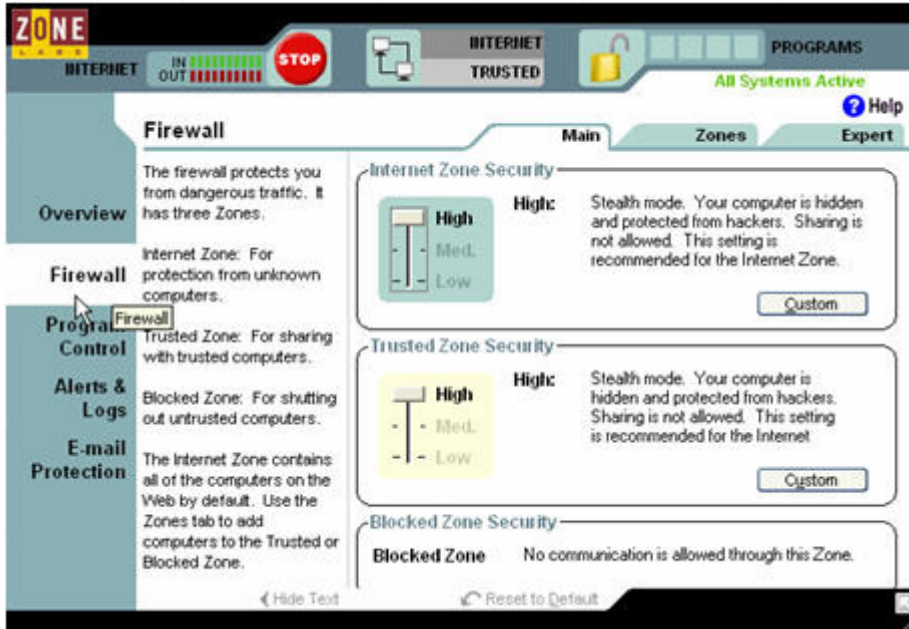 ZONE
LABS
INTERNET
IN
OUT
STOP
INTERNET
TRUSTED
PROGRAMS
All Systems Active
? Help
Firewall
Main
Zones
Expert
Overview
Firewall
Firewall
Program
Control
Alerts &
Logs
E-mail
Protection
The firewall protects you
from dangerous traffic. It
has three Zones.
Internet Zone: For
protection from unknown
computers.
Trusted Zone: For sharing
with trusted computers.
Blocked Zone: For shutting
out untrusted computers.
The Internet Zone contains
all of the computers on the
Web by default. Use the
Zones tab to add
computers to the Trusted or
Blocked Zone.
Internet Zone Security
High
Med.
Low
High:
Stealth mode. Your computer is hidden
and protected from hackers. Sharing is
not allowed. This setting is
recommended for the Internet Zone.
Custom
Trusted Zone Security
High
Med.
Low
High:
Stealth mode. Your computer is
hidden and protected from hackers.
Sharing is not allowed. This setting
is recommended for the Internet
Custom
Blocked Zone Security
Blocked Zone
No communication is allowed through this Zone.
Hide Text
Reset to Default